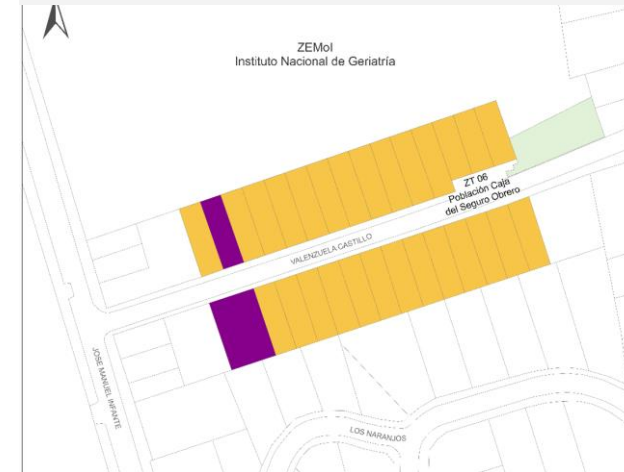 ZEMoI
Instituto Nacional de Geriatría
ZT 06
Población Caja
del Seguro Obrero
VALENZUELA CASTILLO
JOSE MANUEL INFANTE
LOS NARANJOS